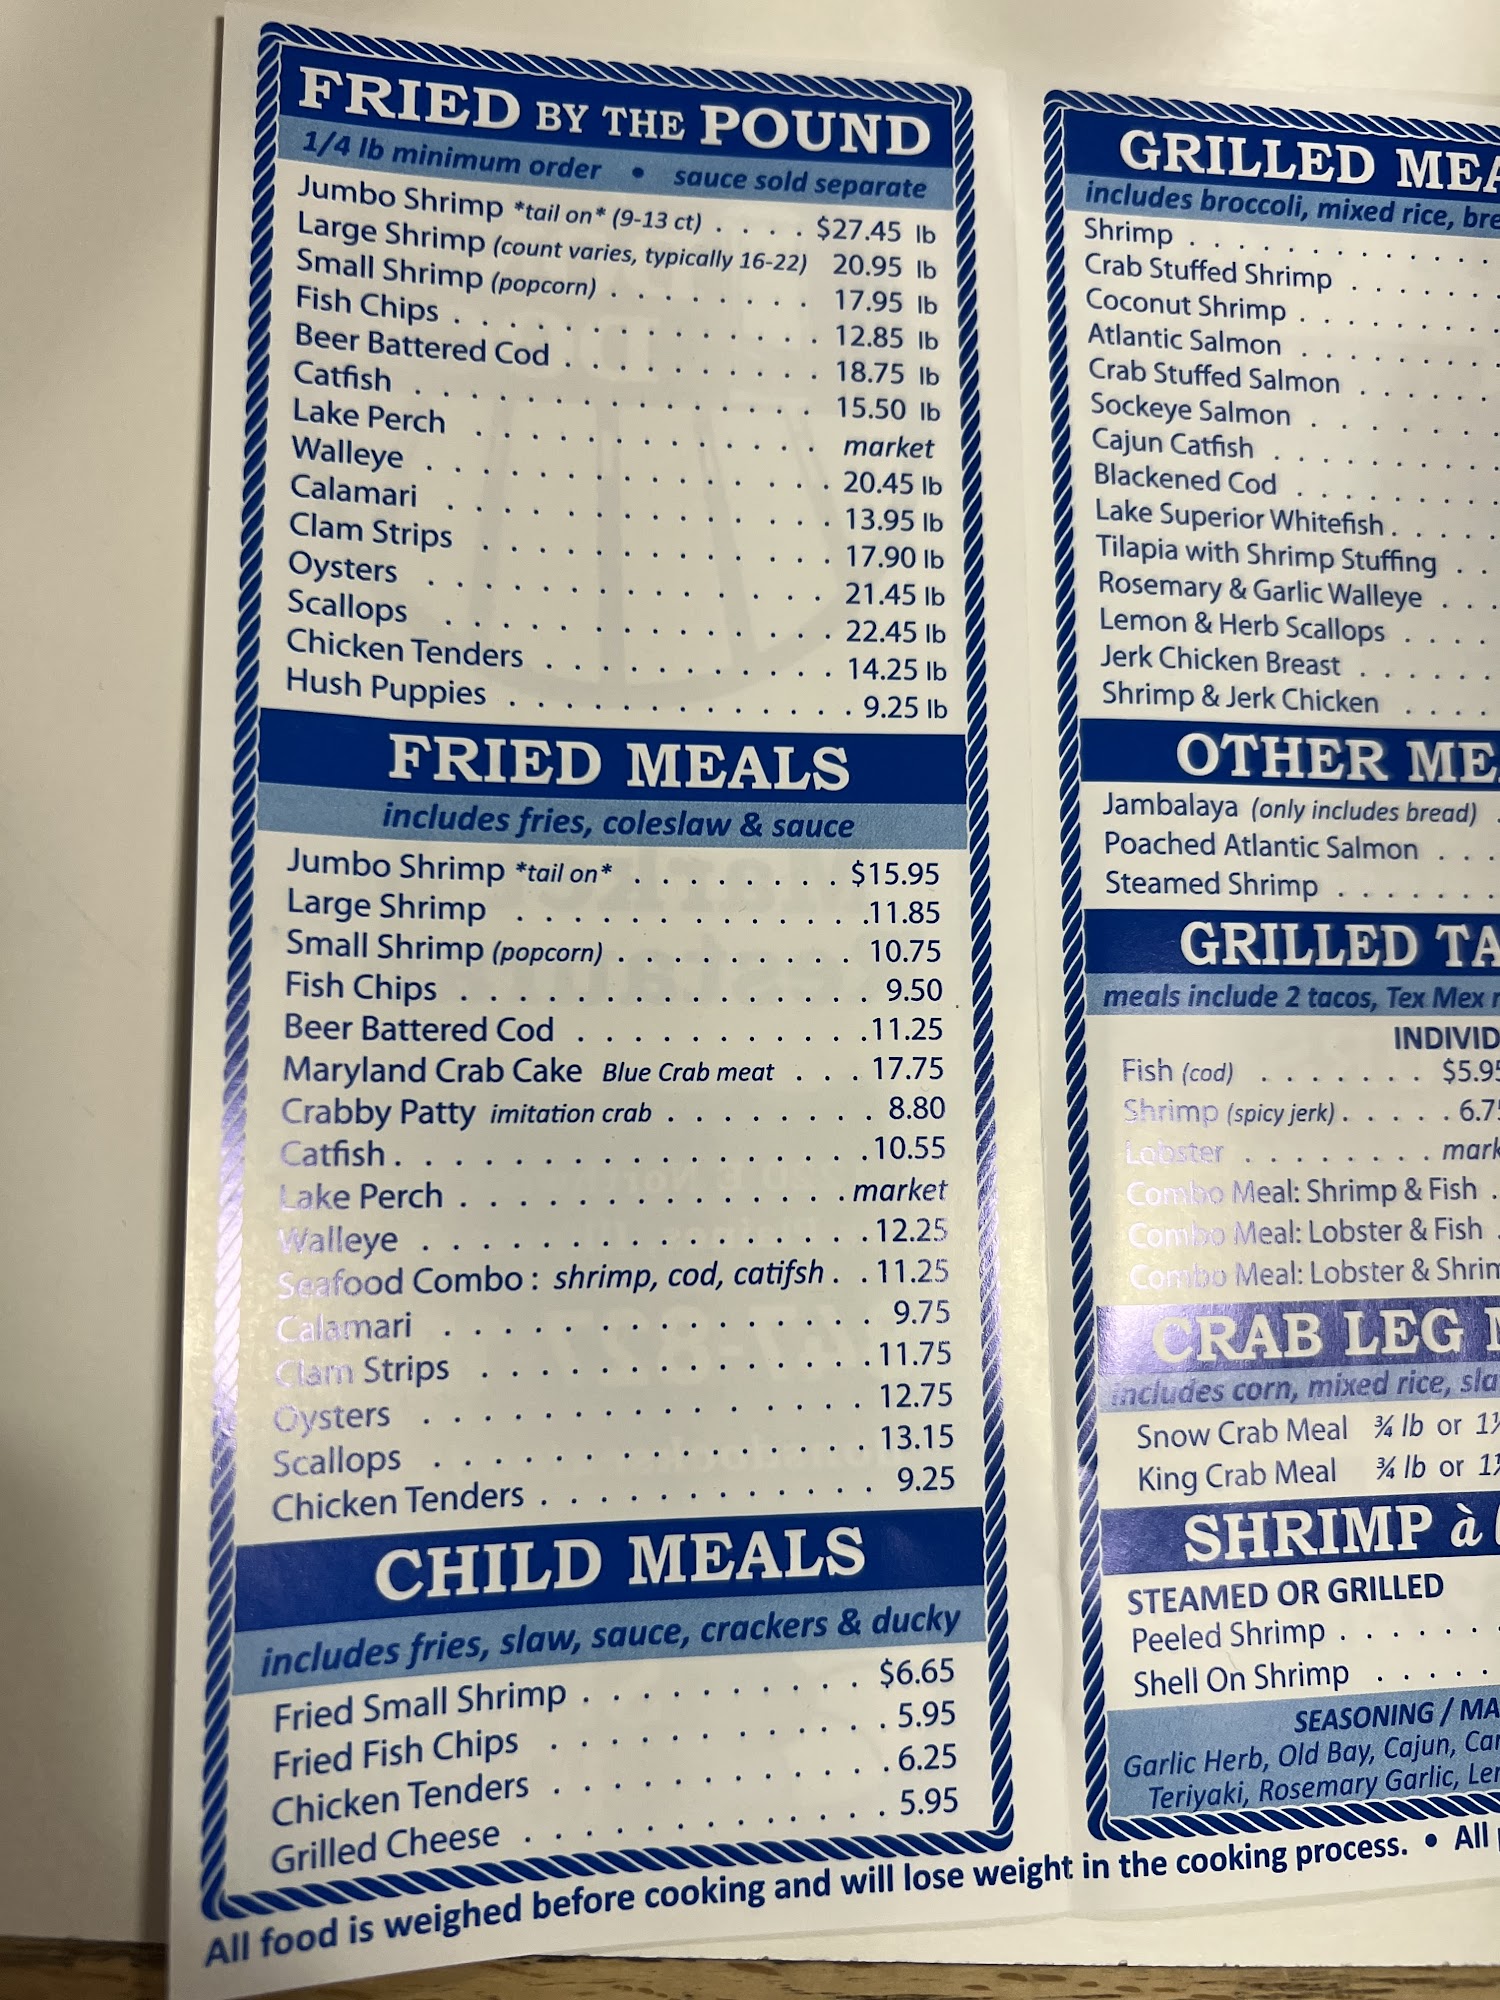 FRIED BY THE POUND
1/4 lb minimum order • sauce sold separate
Jumbo Shrimp *tail on* (9-13 ct) . . . . $27.45 lb
Large Shrimp (count varies, typically 16-22) 20.95 lb
Small Shrimp (popcorn) . . . . . . . . 17.95 lb
Fish Chips . . . . . . . . . . . . . . 12.85 lb
Beer Battered Cod . . . . . . . . . . 18.75 lb
Catfish . . . . . . . . . . . . . . . 15.50 lb
Lake Perch . . . . . . . . . . . . . market
Walleye . . . . . . . . . . . . . . . 20.45 lb
Calamari . . . . . . . . . . . . . . 13.95 lb
Clam Strips . . . . . . . . . . . . . 17.90 lb
Oysters . . . . . . . . . . . . . . . 21.45 lb
Scallops . . . . . . . . . . . . . . 22.45 lb
Chicken Tenders . . . . . . . . . . . 14.25 lb
Hush Puppies . . . . . . . . . . . . . 9.25 lb
FRIED MEALS
includes fries, coleslaw & sauce
Jumbo Shrimp *tail on* . . . . . . . . $15.95
Large Shrimp . . . . . . . . . . . . .11.85
Small Shrimp (popcorn) . . . . . . . . . 10.75
Fish Chips . . . . . . . . . . . . . . . 9.50
Beer Battered Cod . . . . . . . . . . . .11.25
Maryland Crab Cake Blue Crab meat . . . 17.75
Crabby Patty imitation crab . . . . . . . . 8.80
Catfish . . . . . . . . . . . . . . . . .10.55
Lake Perch . . . . . . . . . . . . . . . market
Walleye . . . . . . . . . . . . . . . . 12.25
Seafood Combo : shrimp, cod, catifsh . . 11.25
Calamari . . . . . . . . . . . . . . . 9.75
Clam Strips . . . . . . . . . . . . . .11.75
Oysters . . . . . . . . . . . . . . . 12.75
Scallops . . . . . . . . . . . . . . . 13.15
Chicken Tenders . . . . . . . . . . . . 9.25
CHILD MEALS
includes fries, slaw, sauce, crackers & ducky
Fried Small Shrimp . . . . . . . . . . $6.65
Fried Fish Chips . . . . . . . . . . . . 5.95
Chicken Tenders . . . . . . . . . . . . 6.25
Grilled Cheese . . . . . . . . . . . . . 5.95
GRILLED
includes broccoli, mixed rice,
Shrimp . . . . . . . . .
Crab Stuffed Shrimp . . . . .
Coconut Shrimp . . . . . .
Atlantic Salmon . . . . . .
Crab Stuffed Salmon . . . . .
Sockeye Salmon . . . . . .
Cajun Catfish . . . . . . .
Blackened Cod . . . . . .
Lake Superior Whitefish . . . .
Tilapia with Shrimp Stuffing . .
Rosemary & Garlic Walleye . . .
Lemon & Herb Scallops . . . .
Jerk Chicken Breast . . . . .
Shrimp & Jerk Chicken . . . .
OTHER
Jambalaya (only includes bread) .
Poached Atlantic Salmon . . .
Steamed Shrimp . . . . . .
GRILLED
meals include 2 tacos, Tex Mex
Fish (cod) . . . . . . . $5.95
Shrimp (spicy jerk) . . . . . 6.75
Lobster . . . . . . . .
Combo Meal: Shrimp & Fish .
Combo Meal: Lobster & Fish .
Combo Meal: Lobster &
CRAB LEG
includes corn, mixed rice,
Snow Crab Meal ¾ lb or
King Crab Meal ¾ lb or
SHRIMP à
STEAMED OR GRILLED
Peeled Shrimp . . . . . .
Shell On Shrimp . . . . .
SEASONING /
Garlic Herb, Old Bay, Cajun,
Teriyaki, Rosemary Garlic,
All food is weighed before cooking and will lose weight in the cooking process. • All